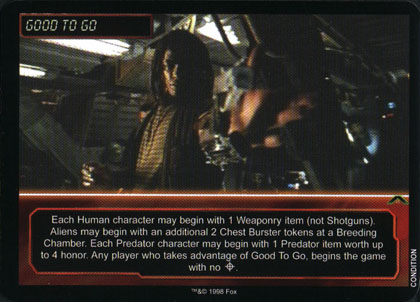 GOOD TO GO
Each Human character may begin with 1 Weaponry item (not Shotguns).
Aliens may begin with an additional 2 Chest Burster tokens at a Breeding
Chamber. Each Predator character may begin with 1 Predator item worth up
to 4 honor. Any player who takes advantage of Good To Go, begins the game
with no ⌖.
CONDITION
™&© 1998 Fox